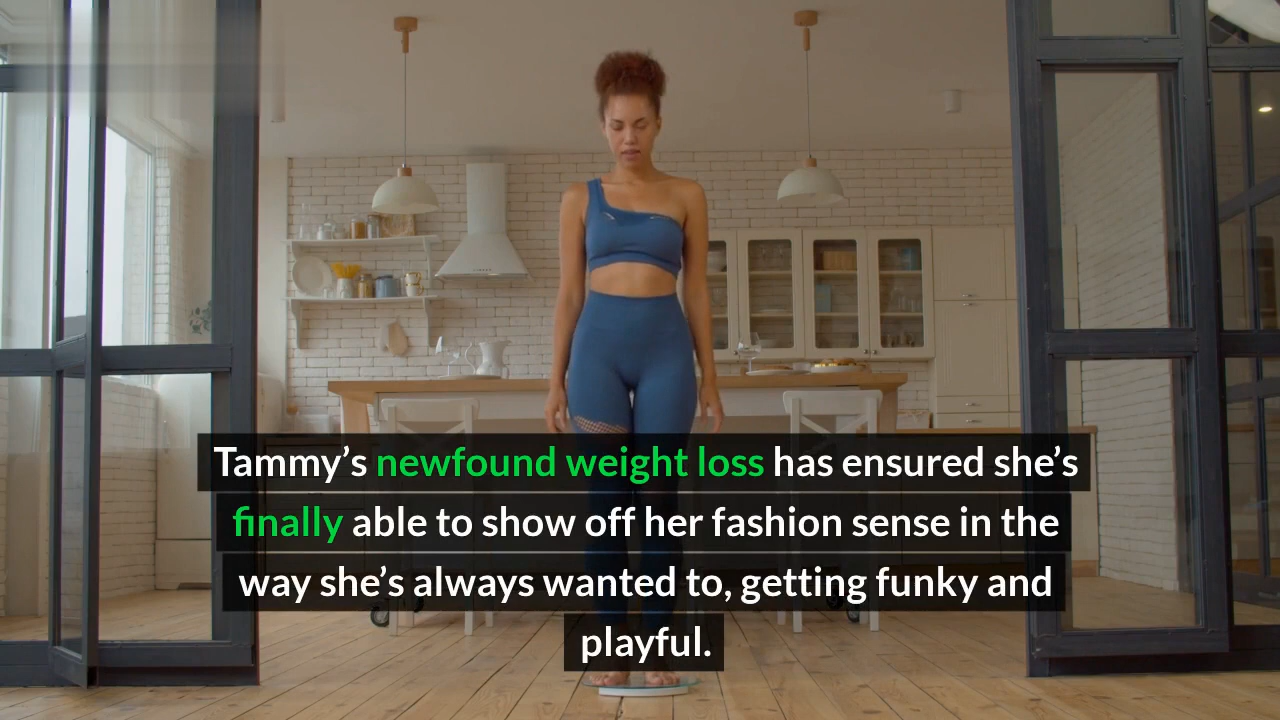 Tammy’s newfound weight loss has ensured she’s
finally able to show off her fashion sense in the
way she’s always wanted to, getting funky and
playful.